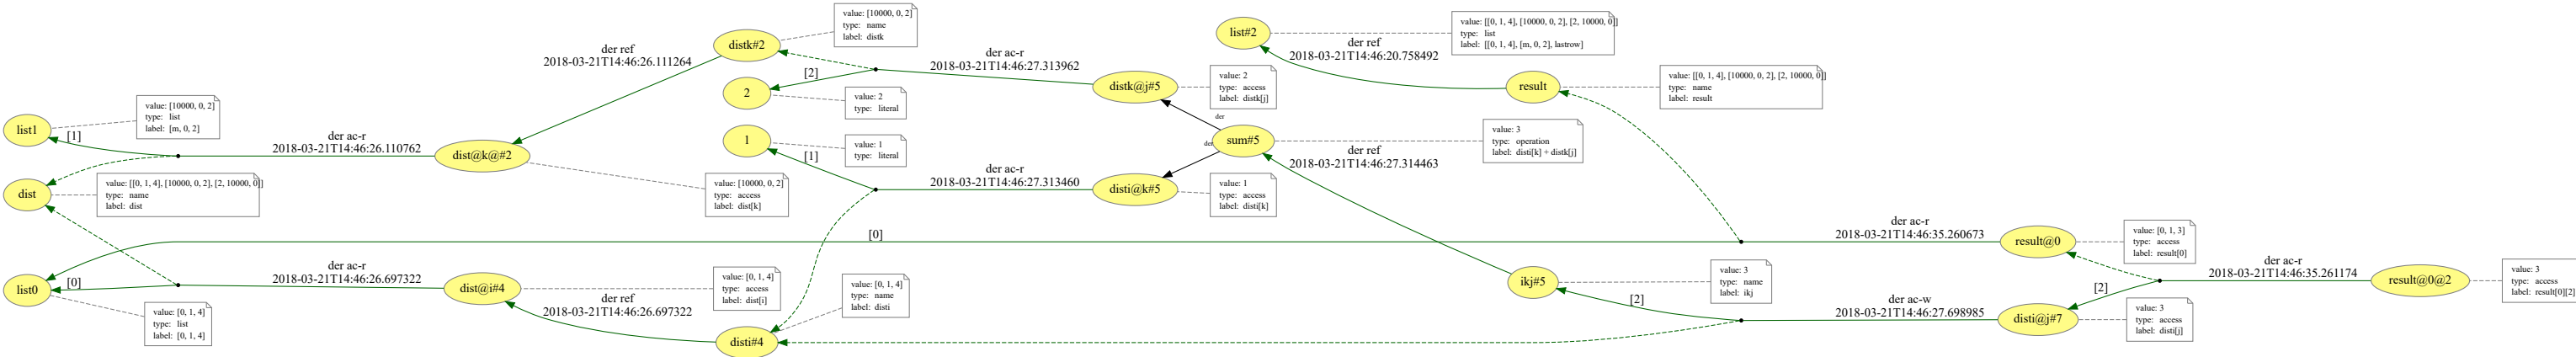 list1
value: [10000, 0, 2]
type: list
label: [m, 0, 2]
[1]
der ac-r
2018-03-21T14:46:26.110762
dist
value: [[0, 1, 4], [10000, 0, 2], [2, 10000, 0]]
type: name
label: dist
list0
[0]
value: [0, 1, 4]
type: list
label: [0, 1, 4]
der ac-r
2018-03-21T14:46:26.697322
dist@k@#2
value: [10000, 0, 2]
type: access
label: dist[k]
der ref
2018-03-21T14:46:26.111264
distk#2
value: [10000, 0, 2]
type: name
label: distk
2
[2]
value: 2
type: literal
1
[1]
value: 1
type: literal
der ac-r
2018-03-21T14:46:27.313962
der ac-r
2018-03-21T14:46:27.313460
dist@i#4
value: [0, 1, 4]
type: access
label: dist[i]
der ref
2018-03-21T14:46:26.697322
disti#4
value: [0, 1, 4]
type: name
label: disti
[0]
distk@j#5
value: 2
type: access
label: distk[j]
disti@k#5
value: 1
type: access
label: disti[k]
der
der
sum#5
value: 3
type: operation
label: disti[k] + distk[j]
der ref
2018-03-21T14:46:27.314463
list#2
value: [[0, 1, 4], [10000, 0, 2], [2, 10000, 0]]
type: list
label: [[0, 1, 4], [m, 0, 2], lastrow]
der ref
2018-03-21T14:46:20.758492
result
value: [[0, 1, 4], [10000, 0, 2], [2, 10000, 0]]
type: name
label: result
ikj#5
value: 3
type: name
label: ikj
[2]
der ac-r
2018-03-21T14:46:35.260673
der ac-w
2018-03-21T14:46:27.698985
result@0
value: [0, 1, 3]
type: access
label: result[0]
disti@j#7
value: 3
type: access
label: disti[j]
[2]
der ac-r
2018-03-21T14:46:35.261174
result@0@2
value: 3
type: access
label: result[0][2]